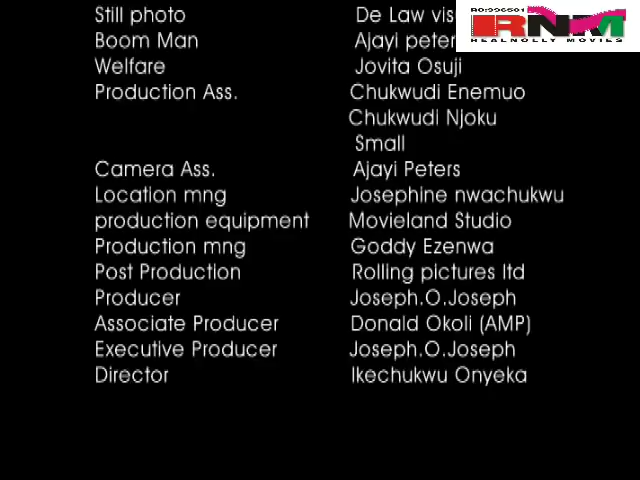 RC:996501
RNM
REALNOLLY MOVIES
Still photo De Law
Boom Man Ajayi peter
Welfare Jovita Osuji
Production Ass. Chukwudi Enemuo
Chukwudi Njoku
Small
Camera Ass. Ajayi Peters
Location mng Josephine nwachukwu
production equipment Movieland Studio
Production mng Goddy Ezenwa
Post Production Rolling pictures ltd
Producer Joseph.O.Joseph
Associate Producer Donald Okoli (AMP)
Executive Producer Joseph.O.Joseph
Director Ikechukwu Onyeka